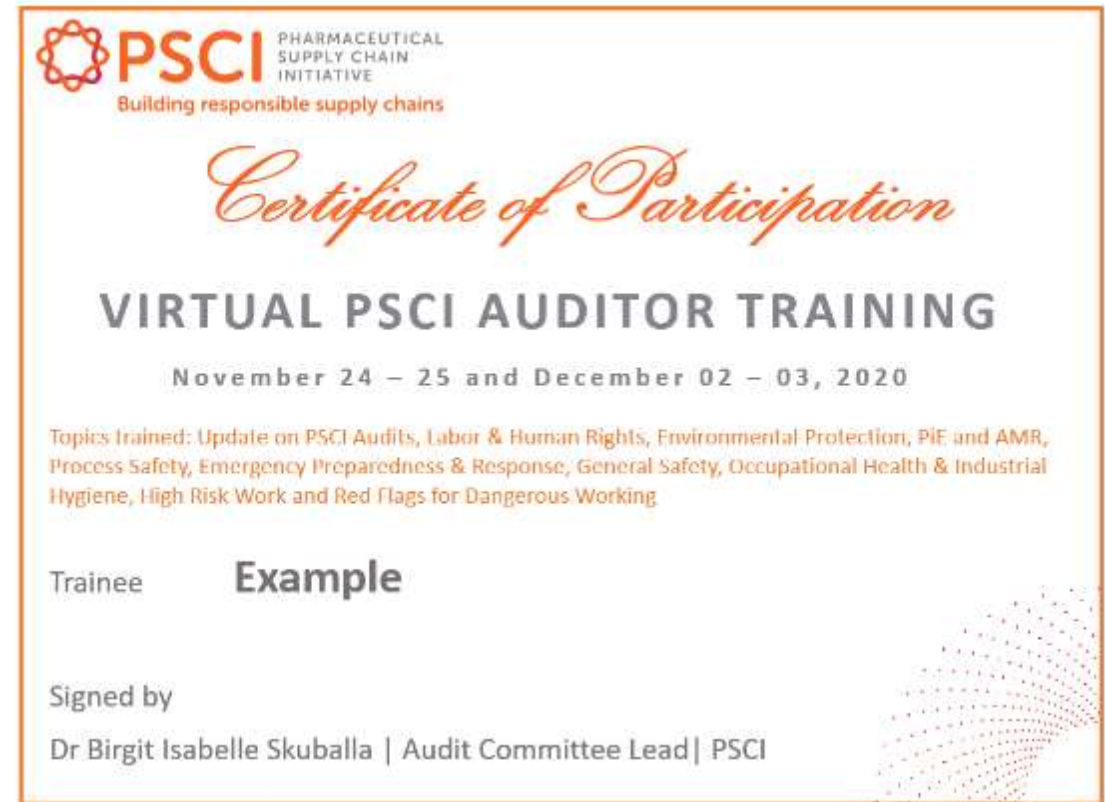 PSCI
PHARMACEUTICAL
SUPPLY CHAIN
INITIATIVE
Building responsible supply chains
Certificate of Participation
VIRTUAL PSCI AUDITOR TRAINING
November 24 – 25 and December 02 – 03, 2020
Topics trained: Update on PSCI Audits, Labor & Human Rights, Environmental Protection, PiE and AMR,
Process Safety, Emergency Preparedness & Response, General Safety, Occupational Health & Industrial
Hygiene, High Risk Work and Red Flags for Dangerous Working
Trainee Example
Signed by
Dr Birgit Isabelle Skuballa | Audit Committee Lead| PSCI